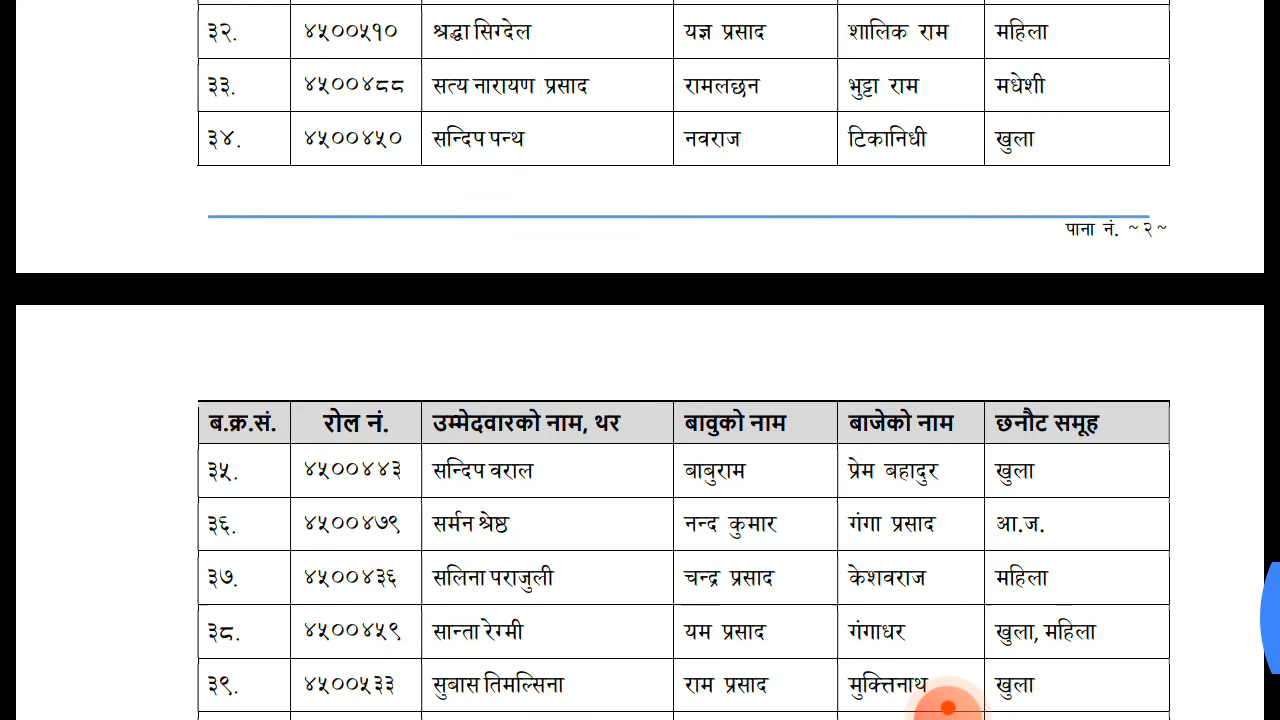 ३२. ४५००५१० श्रद्धा सिग्देल यज्ञ प्रसाद शालिक राम महिला
३३. ४५००४८८ सत्य नारायण प्रसाद रामलछन भुट्टा राम मधेशी
३४. ४५००४५० सन्दिप पन्थ नवराज टिकानिधी खुला
पाना नं. ~२~
ब.क्र.सं. रोल नं. उम्मेदवारको नाम, थर बावुको नाम बाजेको नाम छनौट समूह
३५. ४५००४४३ सन्दिप वराल बाबुराम प्रेम बहादुर खुला
३६. ४५००४७९ सर्मन श्रेष्ठ नन्द कुमार गंगा प्रसाद आ.ज.
३७. ४५००४३६ सलिना पराजुली चन्द्र प्रसाद केशवराज महिला
३८. ४५००४५९ सान्ता रेग्मी यम प्रसाद गंगाधर खुला, महिला
३९. ४५००५३३ सुबास तिमल्सिना राम प्रसाद मुक्तिनाथ खुला